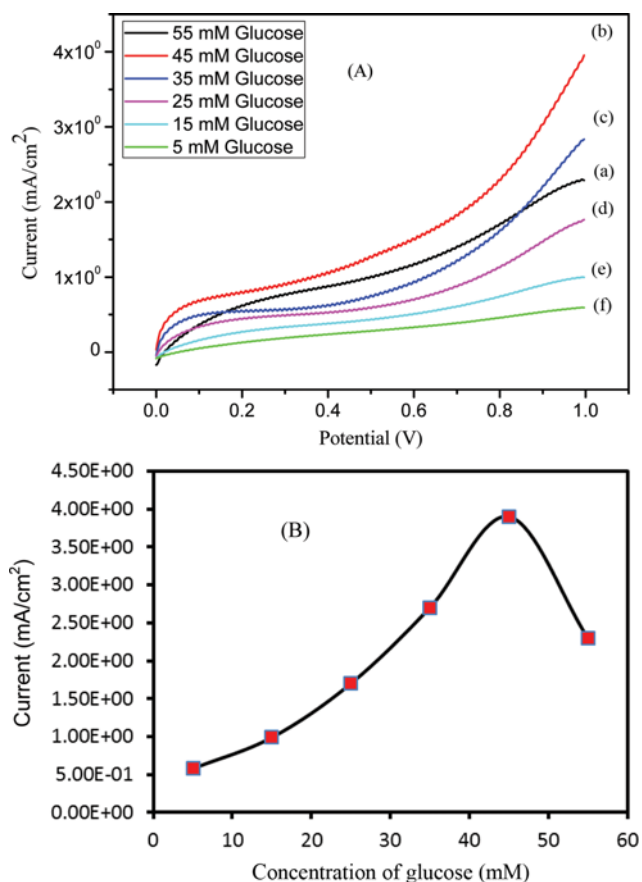 55 mM Glucose
45 mM Glucose
35 mM Glucose
25 mM Glucose
15 mM Glucose
5 mM Glucose
(A)
(b)
(c)
(a)
(d)
(e)
(f)
4x10⁰
3x10⁰
2x10⁰
1x10⁰
0
Current (mA/cm²)
0.0 0.2 0.4 0.6 0.8 1.0
Potential (V)
(B)
4.50E+00
4.00E+00
3.50E+00
3.00E+00
2.50E+00
2.00E+00
1.50E+00
1.00E+00
5.00E-01
0.00E+00
Current (mA/cm²)
0 10 20 30 40 50 60
Concentration of glucose (mM)